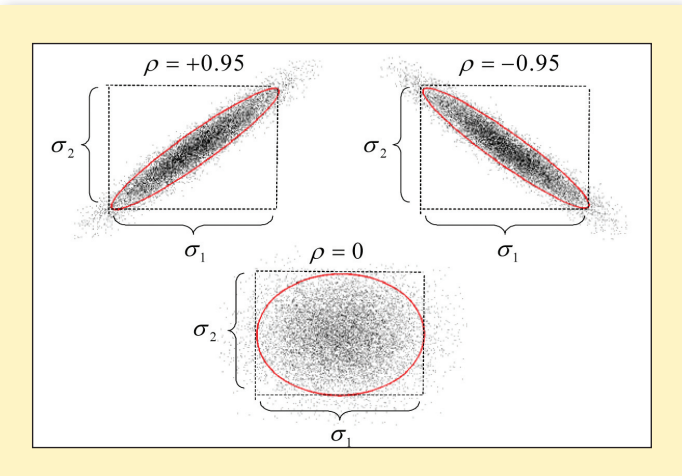 ρ = +0.95
ρ = −0.95
σ₂
σ₂
σ₁
σ₁
ρ = 0
σ₂
σ₁